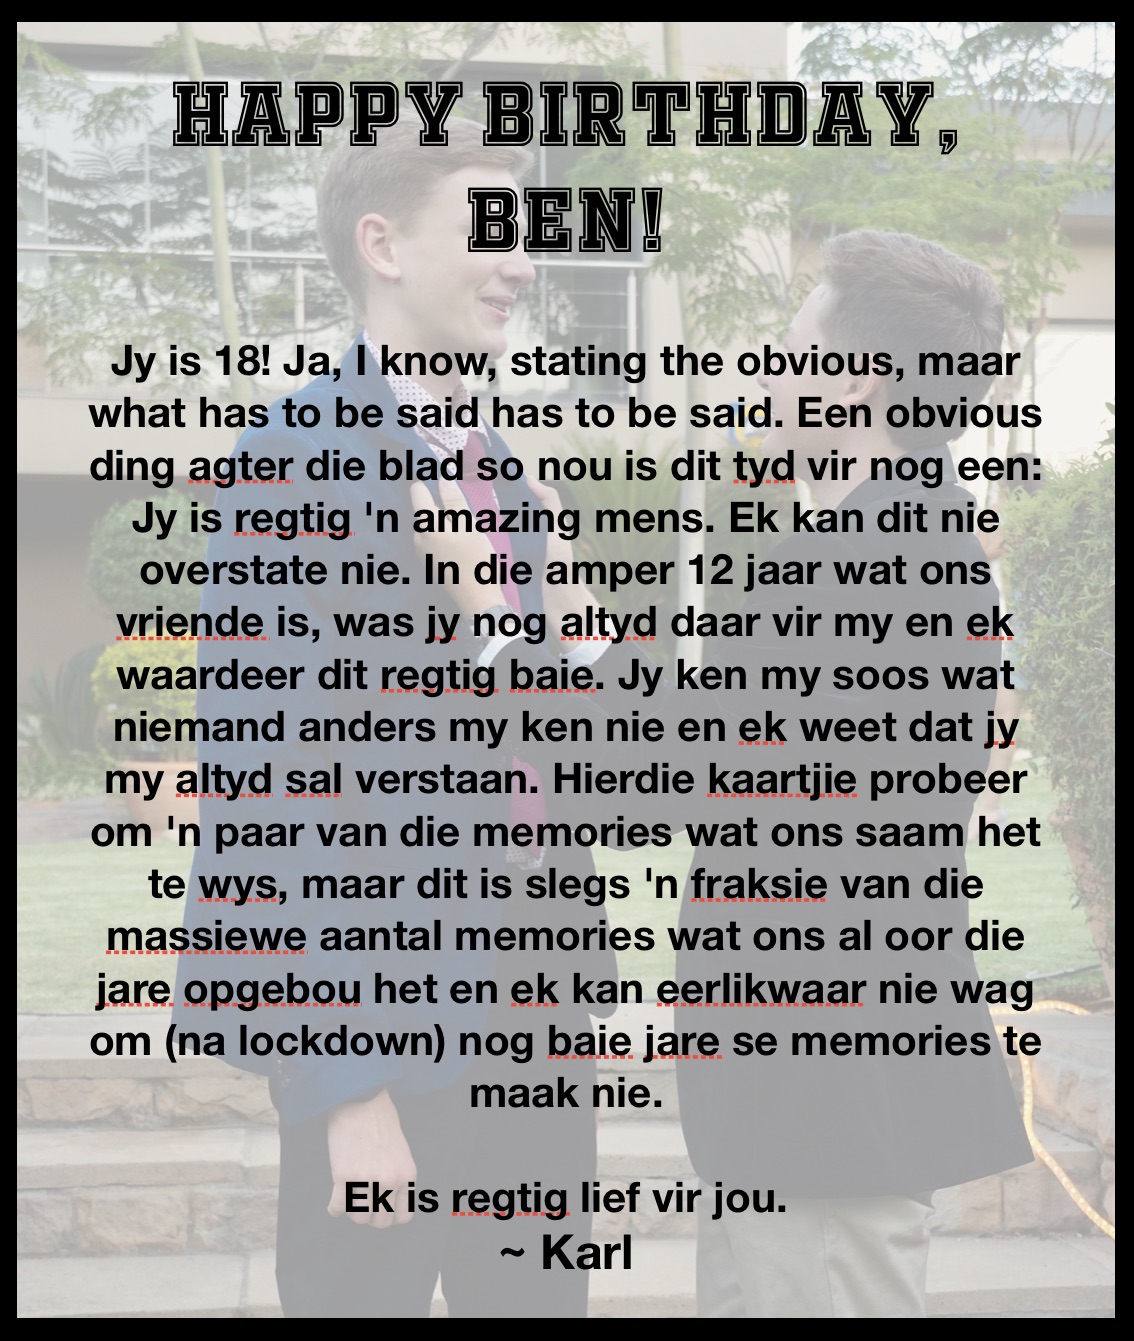 HAPPY BIRTHDAY,
BEN!
Jy is 18! Ja, I know, stating the obvious, maar
what has to be said has to be said. Een obvious
ding agter die blad so nou is dit tyd vir nog een:
Jy is regtig 'n amazing mens. Ek kan dit nie
overstate nie. In die amper 12 jaar wat ons
vriende is, was jy nog altyd daar vir my en ek
waardeer dit regtig baie. Jy ken my soos wat
niemand anders my ken nie en ek weet dat jy
my altyd sal verstaan. Hierdie kaartjie probeer
om 'n paar van die memories wat ons saam het
te wys, maar dit is slegs 'n fraksie van die
massiewe aantal memories wat ons al oor die
jare opgebou het en ek kan eerlikwaar nie wag
om (na lockdown) nog baie jare se memories te
maak nie.
Ek is regtig lief vir jou.
~ Karl